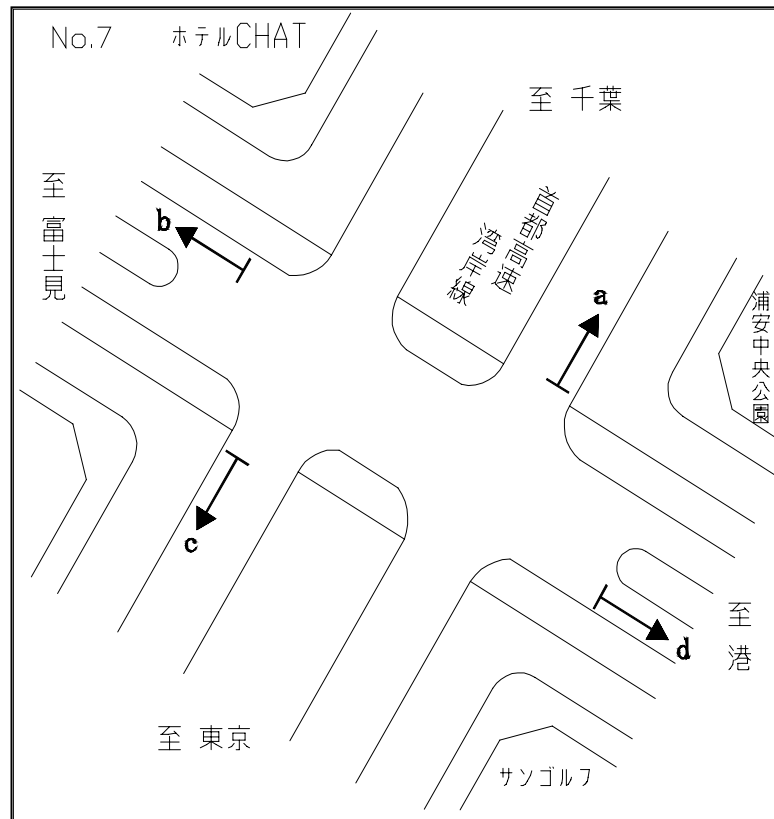 No.7 ホテルCHAT
至 千葉
至 富士見
首都高速
湾岸線
浦安中央公園
b
a
c
d
至 港
至 東京
サンゴルフ